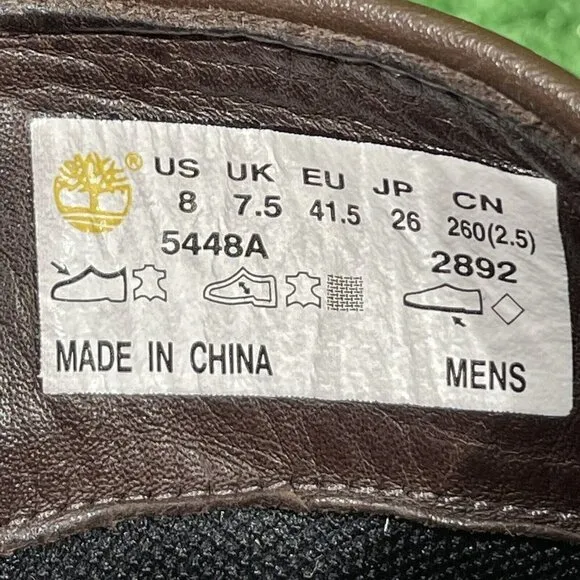 ® US UK EU JP CN
8 7.5 41.5 26 260(2.5)
5448A 2892
MADE IN CHINA MENS